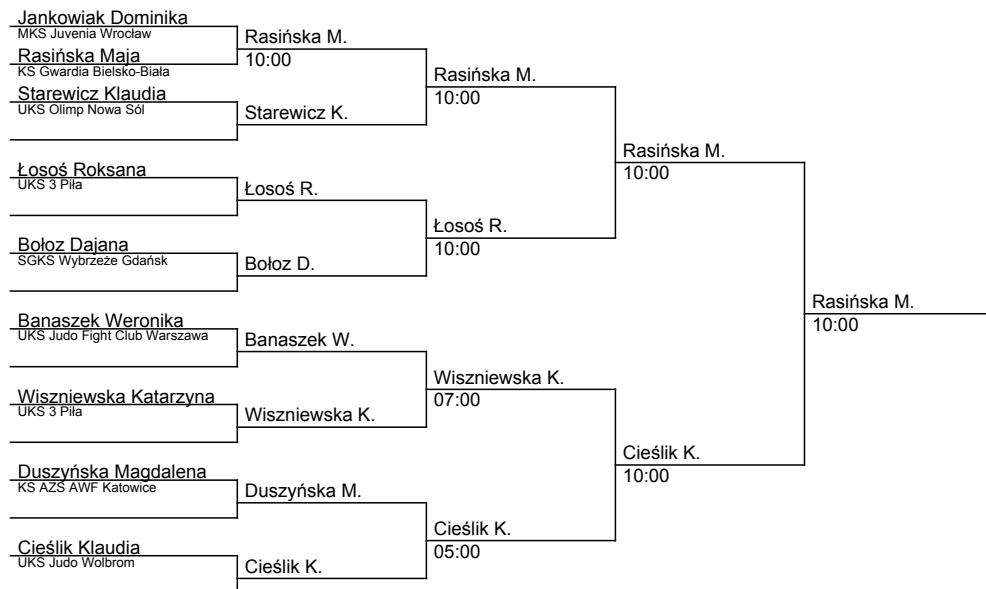 Jankowiak Dominika
MKS Juvenia Wrocław
Rasińska M.
10:00
Rasińska Maja
KS Gwardia Bielsko-Biała
Rasińska M.
10:00
Starewicz Klaudia
UKS Olimp Nowa Sól
Starewicz K.
Rasińska M.
10:00
Łosoś Roksana
UKS 3 Piła
Łosoś R.
Łosoś R.
10:00
Bołoz Dajana
SGKS Wybrzeże Gdańsk
Bołoz D.
Rasińska M.
10:00
Banaszek Weronika
UKS Judo Fight Club Warszawa
Banaszek W.
Wiszniewska K.
07:00
Wiszniewska Katarzyna
UKS 3 Piła
Wiszniewska K.
Cieślik K.
10:00
Duszyńska Magdalena
KS AZS AWF Katowice
Duszyńska M.
Cieślik K.
05:00
Cieślik Klaudia
UKS Judo Wolbrom
Cieślik K.